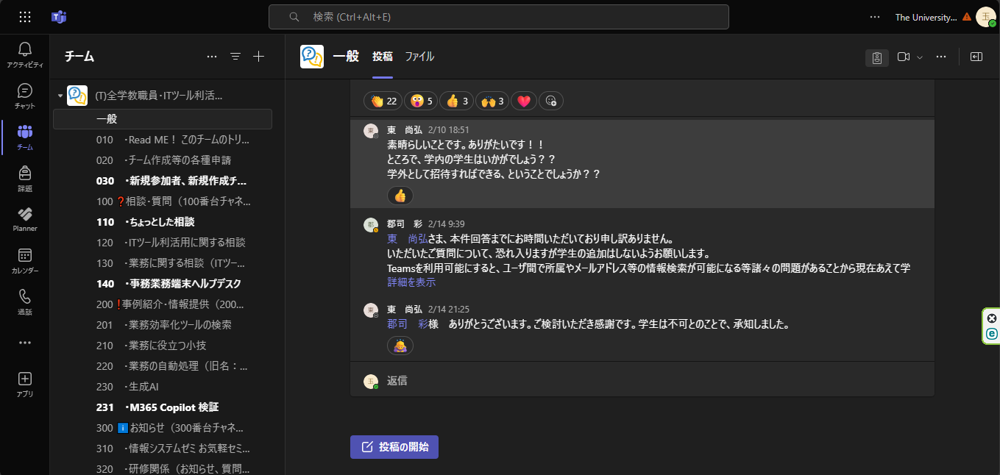 検索 (Ctrl+Alt+E)
The University...
玉
アクティビティ
チャット
チーム
課題
Planner
カレンダー
通話
アプリ
チーム
(T)全学教職員・ITツール利活...
一般
010 ・Read ME！ このチームのトリ...
020 ・チーム作成等の各種申請
030 ・新規参加者、新規作成チ...
100 ❓相談・質問（100番台チャネ...
110 ・ちょっとした相談
120 ・ITツール利活用に関する相談
130 ・業務に関する相談（ITツー...
140 ・事務業務端末ヘルプデスク
200 ❗事例紹介・情報提供（200...
201 ・業務効率化ツールの検索
210 ・業務に役立つ小技
220 ・業務の自動処理（旧名：...
230 ・生成AI
231 ・M365 Copilot 検証
300 ℹお知らせ（300番台チャネ...
310 ・情報システムゼミ お気軽セミ...
320 ・研修関係（お知らせ、質問...
一般 投稿 ファイル
22 5 3 3
東 尚弘 2/10 18:51
素晴らしいことです。ありがたいです！！
ところで、学内の学生はいかがでしょう？？
学外として招待すればできる、ということでしょうか？？
郡司 彩 2/14 9:39
東 尚弘さま、本件回答までにお時間いただいており申し訳ありません。
いただいたご質問について、恐れ入りますが学生の追加はしないようお願いします。
Teamsを利用可能にすると、ユーザ間で所属やメールアドレス等の情報検索が可能になる等諸々の問題があることから現在あえて学
詳細を表示
東 尚弘 2/14 21:25
郡司 彩様 ありがとうございます。ご検討いただき感謝です。学生は不可とのことで、承知しました。
玉 返信
投稿の開始